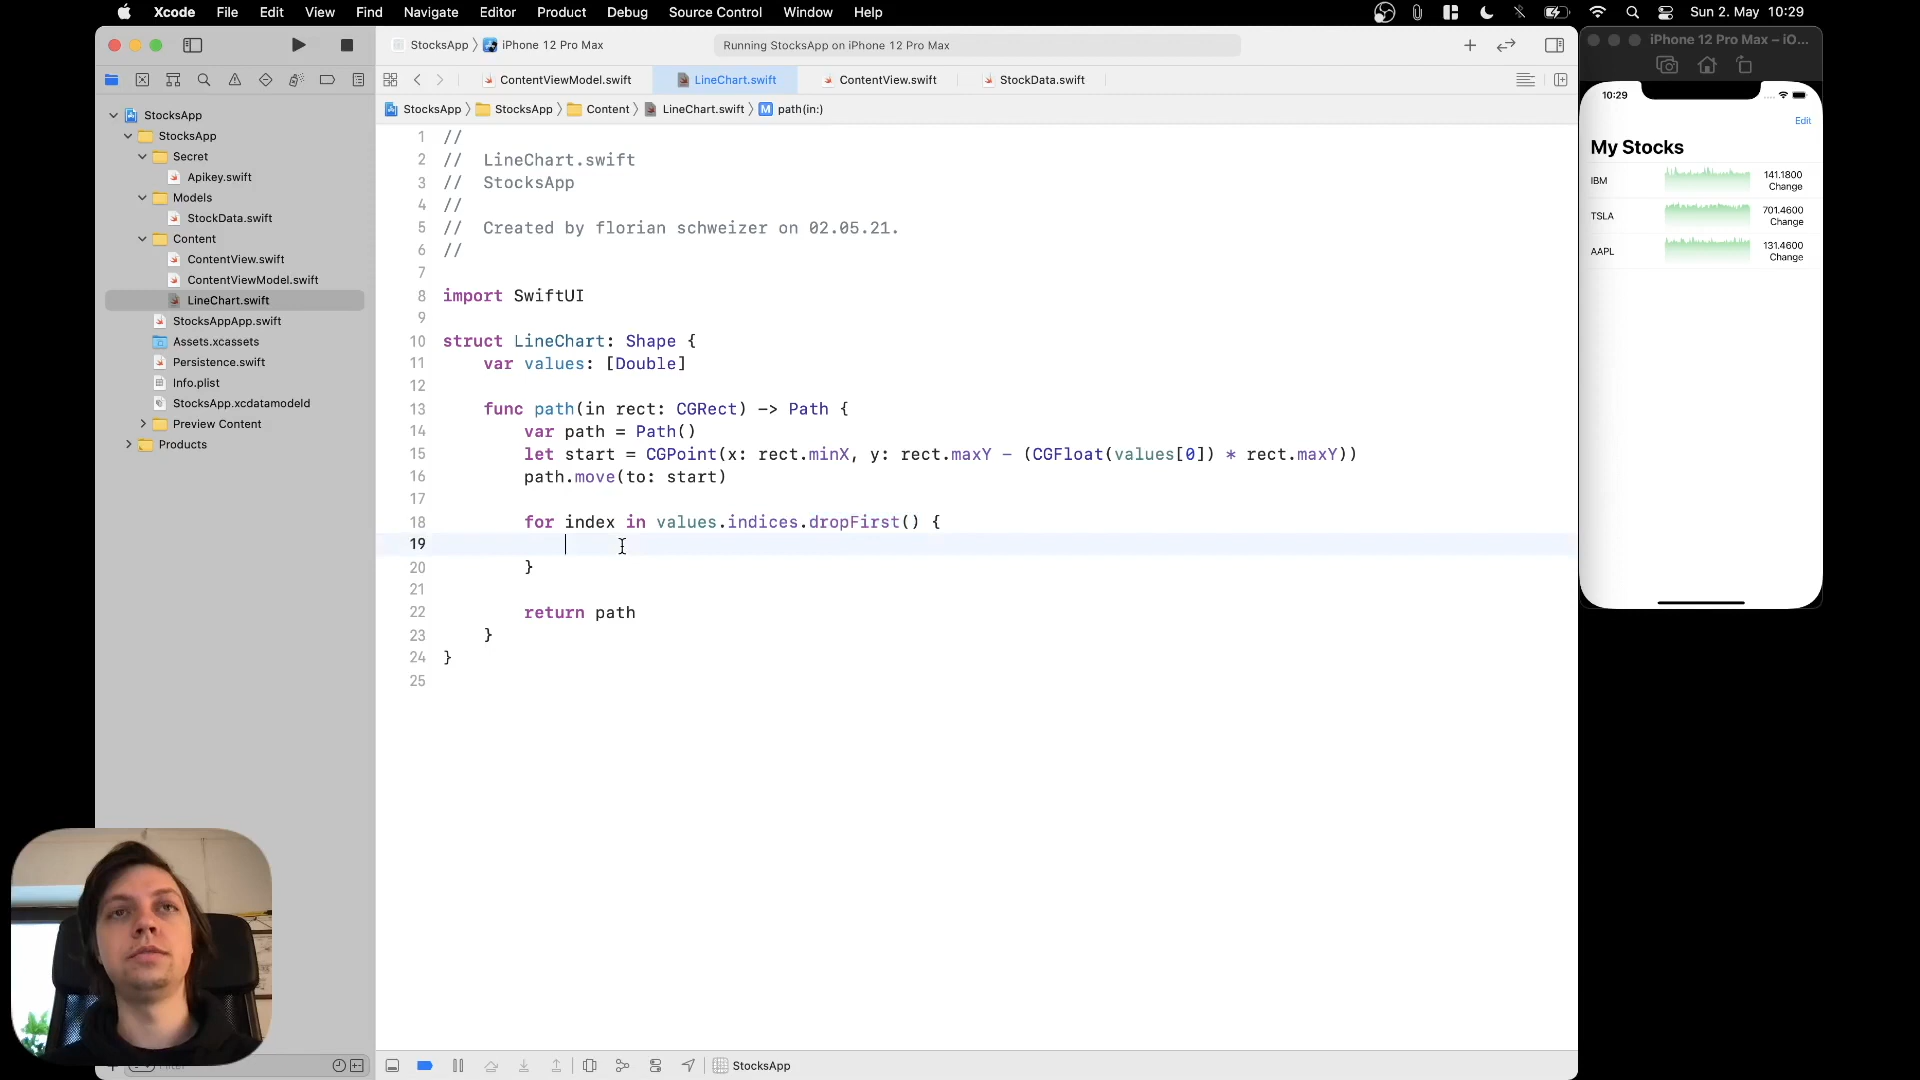 Xcode File Edit View Find Navigate Editor Product Debug Source Control Window Help Sun 2. May 10:29
StocksApp iPhone 12 Pro Max Running StocksApp on iPhone 12 Pro Max
iPhone 12 Pro Max – iO...
ContentViewModel.swift LineChart.swift ContentView.swift StockData.swift
StocksApp StocksApp Content LineChart.swift M path(in:)
StocksApp
StocksApp
Secret
Apikey.swift
Models
StockData.swift
Content
ContentView.swift
ContentViewModel.swift
LineChart.swift
StocksAppApp.swift
Assets.xcassets
Persistence.swift
Info.plist
StocksApp.xcdatamodeld
Preview Content
Products
1 //
2 // LineChart.swift
3 // StocksApp
4 //
5 // Created by florian schweizer on 02.05.21.
6 //
7
8 import SwiftUI
9
10 struct LineChart: Shape {
11 var values: [Double]
12
13 func path(in rect: CGRect) -> Path {
14 var path = Path()
15 let start = CGPoint(x: rect.minX, y: rect.maxY - (CGFloat(values[0]) * rect.maxY))
16 path.move(to: start)
17
18 for index in values.indices.dropFirst() {
19
20 }
21
22 return path
23 }
24 }
25
10:29
Edit
My Stocks
IBM 141.1800
Change
TSLA 701.4600
Change
AAPL 131.4600
Change
Filter
StocksApp